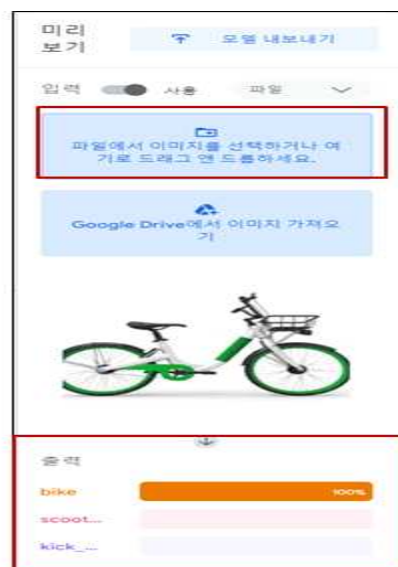 미리
보기
모델 내보내기
입력 사용 파일
파일에서 이미지를 선택하거나 여
기로 드래그 앤 드롭하세요.
Google Drive에서 이미지 가져오
기
출력
bike 100%
scoot...
kick_...